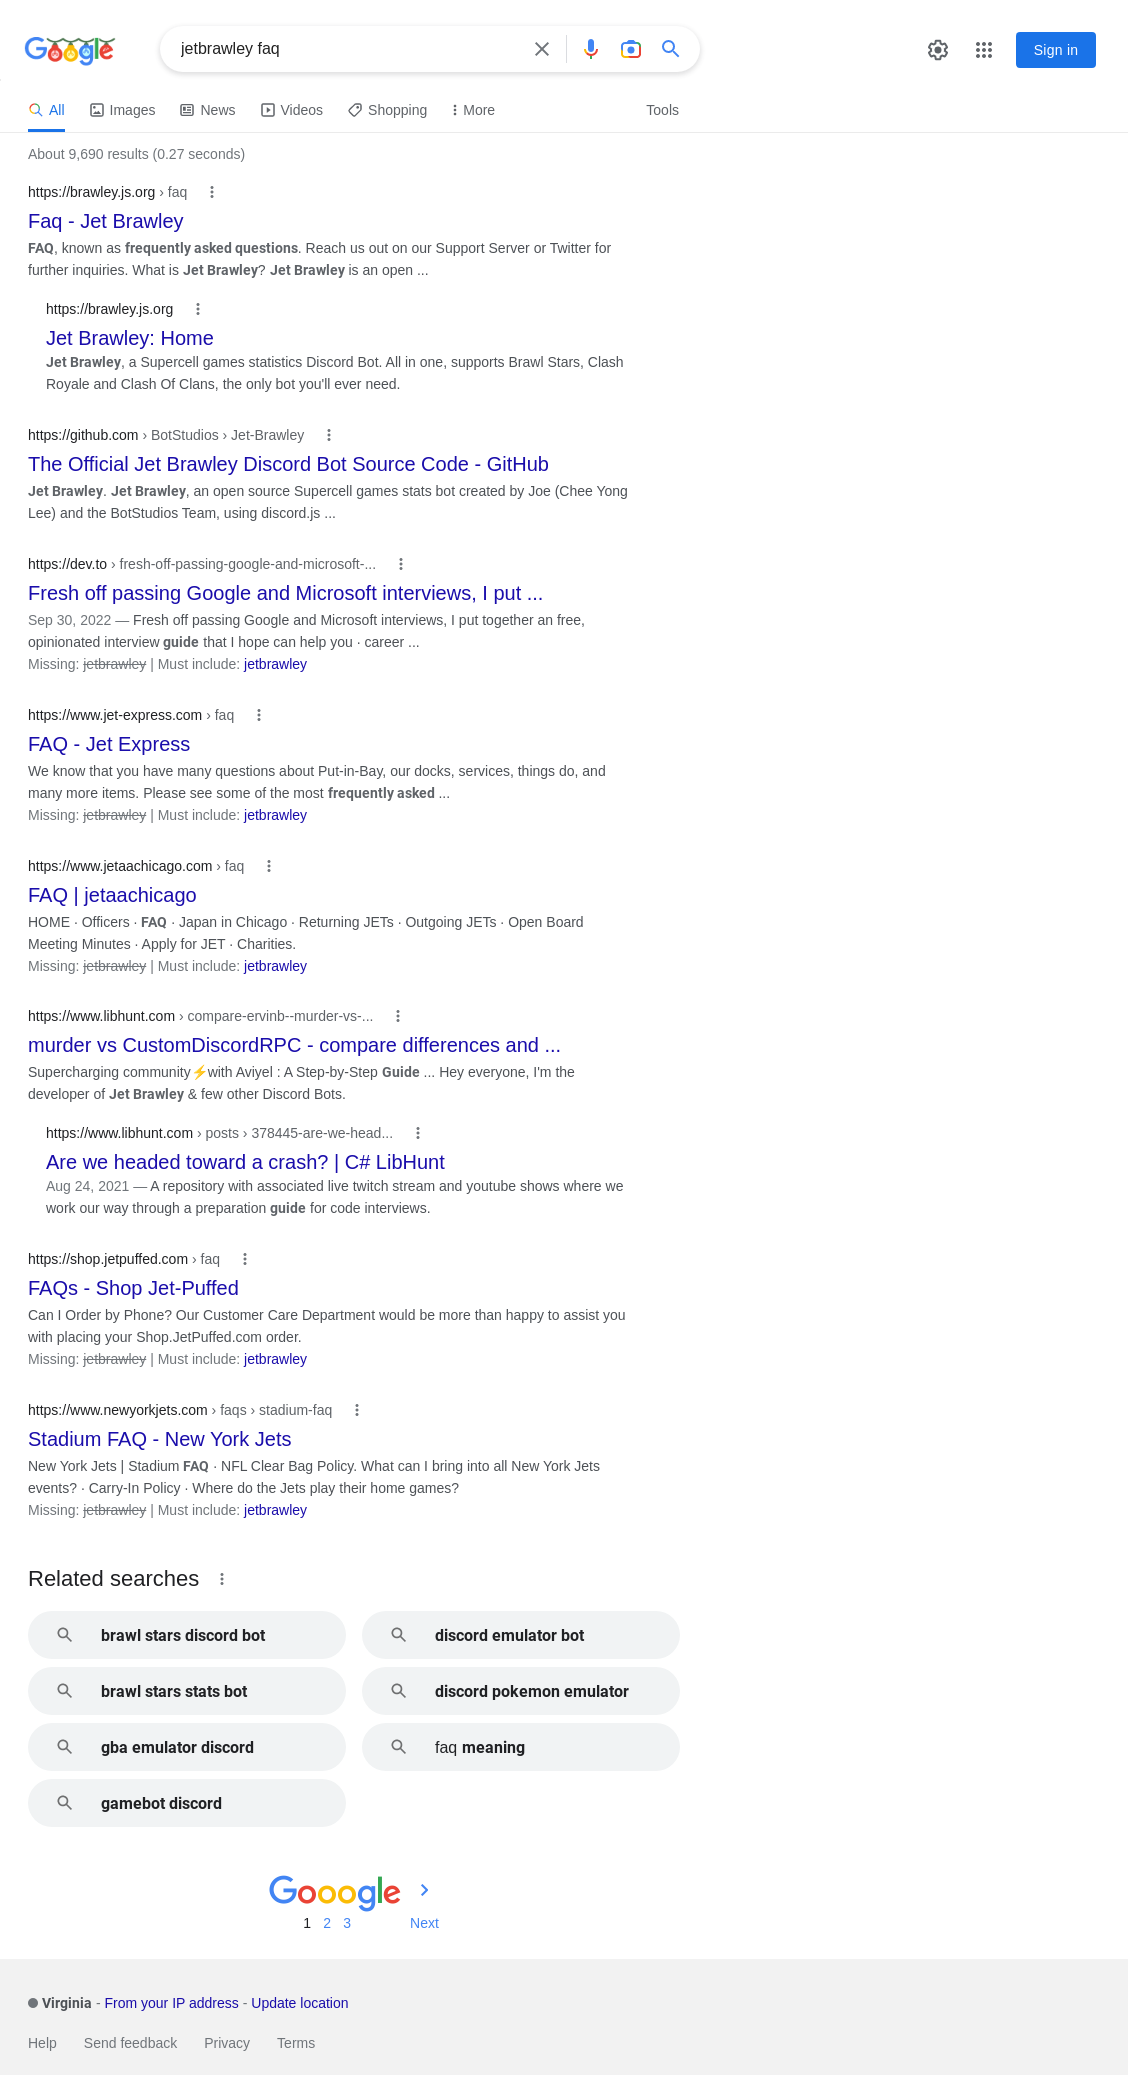 Google
jetbrawley faq
Sign in
All Images News Videos Shopping More Tools
About 9,690 results (0.27 seconds)
https://brawley.js.org › faq
Faq - Jet Brawley
FAQ, known as frequently asked questions. Reach us out on our Support Server or Twitter for
further inquiries. What is Jet Brawley? Jet Brawley is an open ...
https://brawley.js.org
Jet Brawley: Home
Jet Brawley, a Supercell games statistics Discord Bot. All in one, supports Brawl Stars, Clash
Royale and Clash Of Clans, the only bot you'll ever need.
https://github.com › BotStudios › Jet-Brawley
The Official Jet Brawley Discord Bot Source Code - GitHub
Jet Brawley. Jet Brawley, an open source Supercell games stats bot created by Joe (Chee Yong
Lee) and the BotStudios Team, using discord.js ...
https://dev.to › fresh-off-passing-google-and-microsoft-...
Fresh off passing Google and Microsoft interviews, I put ...
Sep 30, 2022 — Fresh off passing Google and Microsoft interviews, I put together an free,
opinionated interview guide that I hope can help you · career ...
Missing: jetbrawley | Must include: jetbrawley
https://www.jet-express.com › faq
FAQ - Jet Express
We know that you have many questions about Put-in-Bay, our docks, services, things do, and
many more items. Please see some of the most frequently asked ...
Missing: jetbrawley | Must include: jetbrawley
https://www.jetaachicago.com › faq
FAQ | jetaachicago
HOME · Officers · FAQ · Japan in Chicago · Returning JETs · Outgoing JETs · Open Board
Meeting Minutes · Apply for JET · Charities.
Missing: jetbrawley | Must include: jetbrawley
https://www.libhunt.com › compare-ervinb--murder-vs-...
murder vs CustomDiscordRPC - compare differences and ...
Supercharging community⚡with Aviyel : A Step-by-Step Guide ... Hey everyone, I'm the
developer of Jet Brawley & few other Discord Bots.
https://www.libhunt.com › posts › 378445-are-we-head...
Are we headed toward a crash? | C# LibHunt
Aug 24, 2021 — A repository with associated live twitch stream and youtube shows where we
work our way through a preparation guide for code interviews.
https://shop.jetpuffed.com › faq
FAQs - Shop Jet-Puffed
Can I Order by Phone? Our Customer Care Department would be more than happy to assist you
with placing your Shop.JetPuffed.com order.
Missing: jetbrawley | Must include: jetbrawley
https://www.newyorkjets.com › faqs › stadium-faq
Stadium FAQ - New York Jets
New York Jets | Stadium FAQ · NFL Clear Bag Policy. What can I bring into all New York Jets
events? · Carry-In Policy · Where do the Jets play their home games?
Missing: jetbrawley | Must include: jetbrawley
Related searches
brawl stars discord bot
discord emulator bot
brawl stars stats bot
discord pokemon emulator
gba emulator discord
faq meaning
gamebot discord
Gooogle
1 2 3 Next
Virginia - From your IP address - Update location
Help Send feedback Privacy Terms